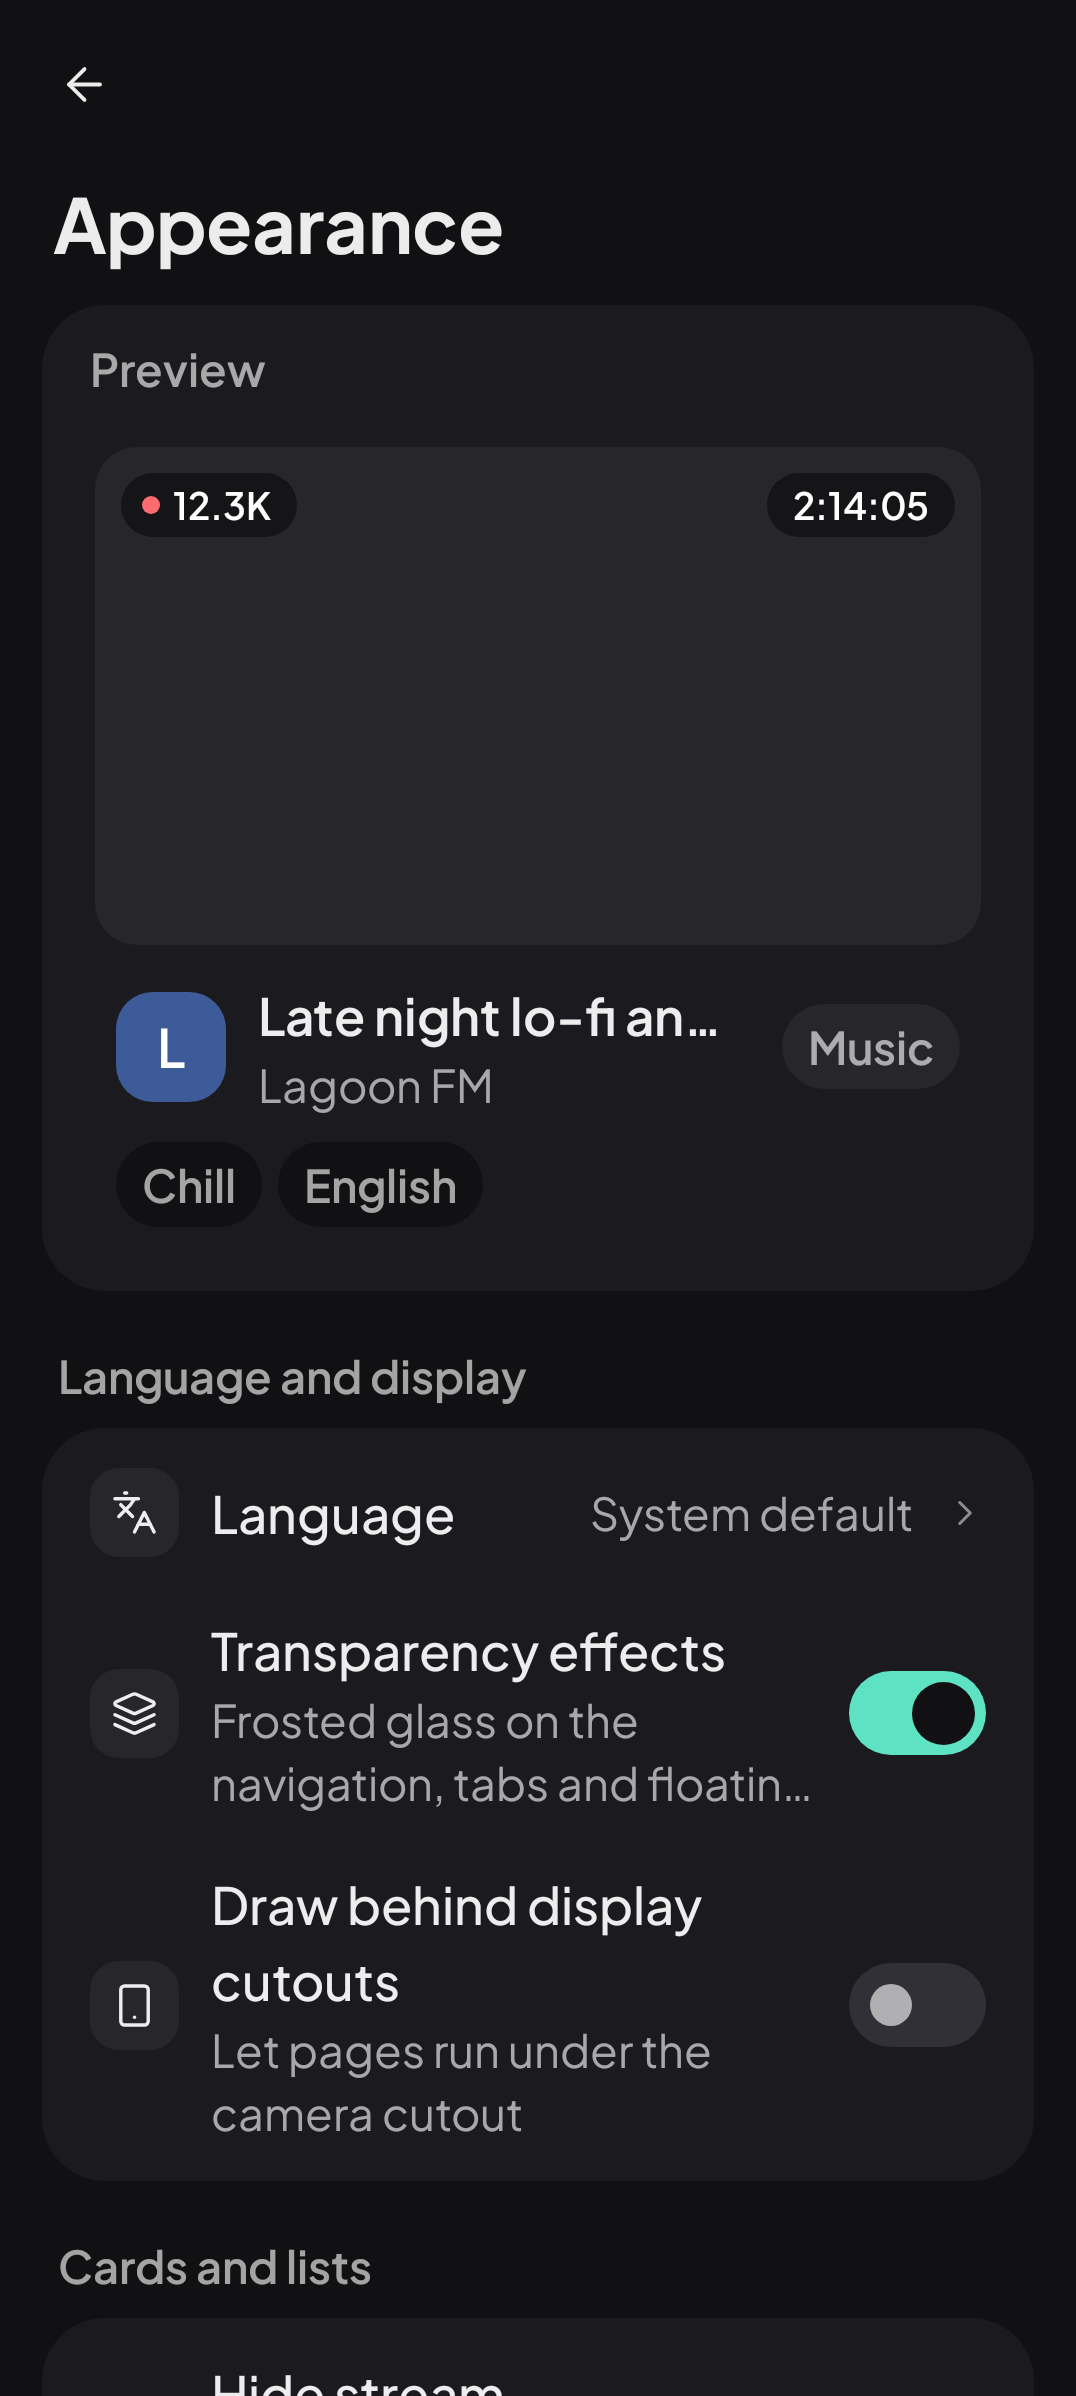 Appearance
Preview
12.3K
2:14:05
L
Late night lo-fi an...
Lagoon FM
Music
Chill
English
Language and display
Language
System default
Transparency effects
Frosted glass on the
navigation, tabs and floatin...
Draw behind display
cutouts
Let pages run under the
camera cutout
Cards and lists
Hide stream